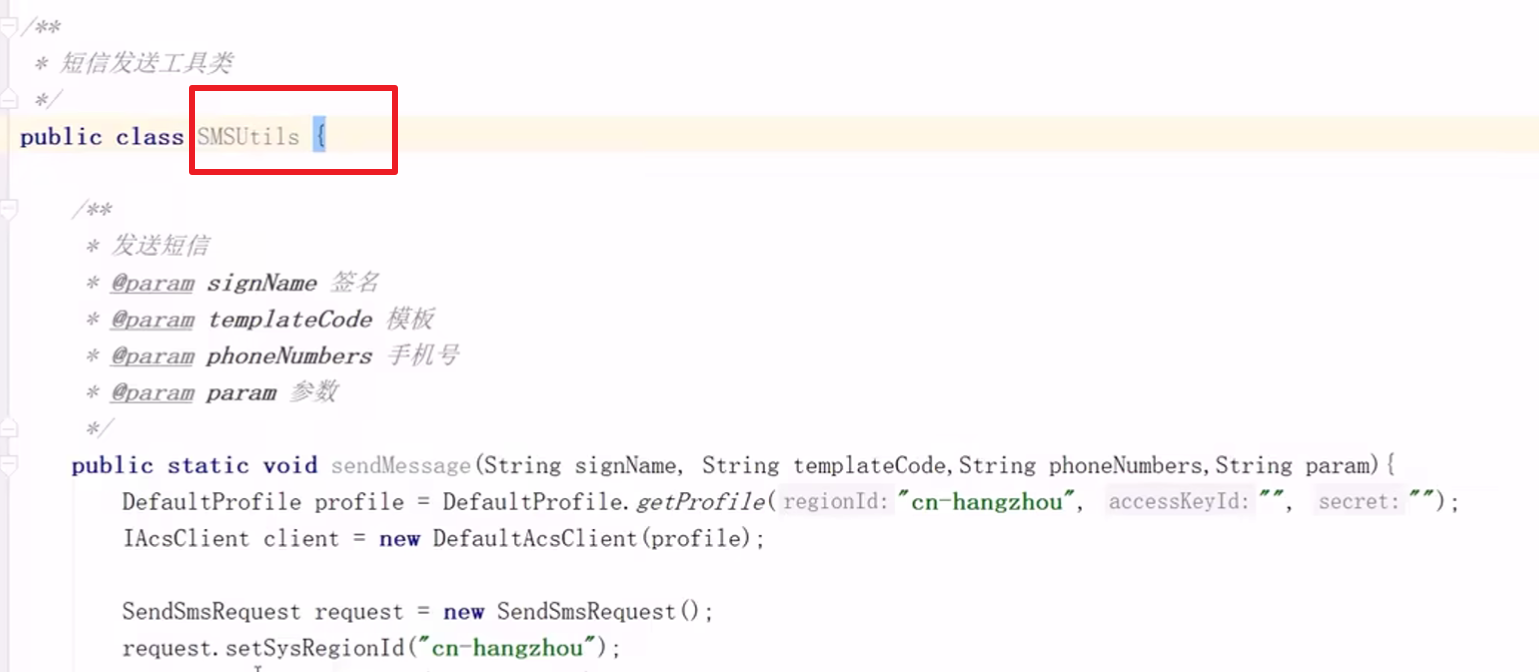 /**
* 短信发送工具类
*/
public class SMSUtils {
/**
* 发送短信
* @param signName 签名
* @param templateCode 模板
* @param phoneNumbers 手机号
* @param param 参数
*/
public static void sendMessage(String signName, String templateCode,String phoneNumbers,String param){
DefaultProfile profile = DefaultProfile.getProfile( regionId: "cn-hangzhou", accessKeyId: "", secret: "");
IAcsClient client = new DefaultAcsClient(profile);
SendSmsRequest request = new SendSmsRequest();
request.setSysRegionId("cn-hangzhou");